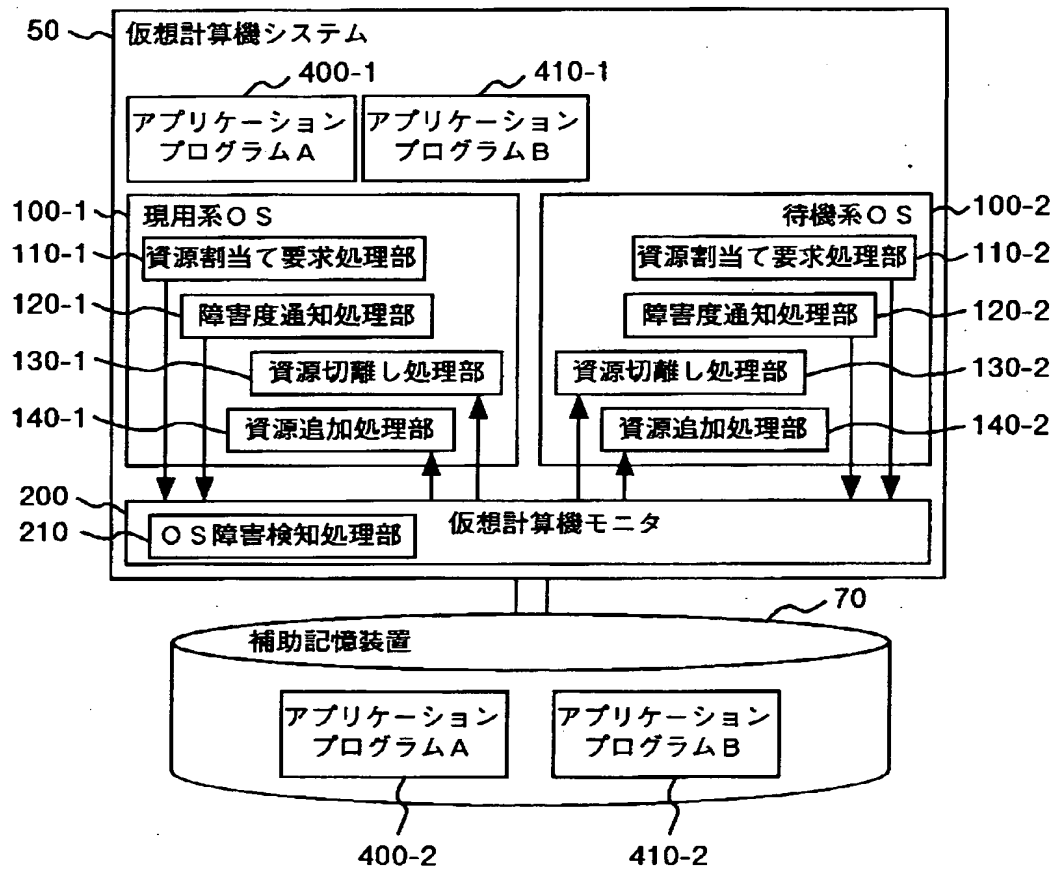 50
仮想計算機システム
400-1
410-1
アプリケーション
プログラムA
アプリケーション
プログラムB
100-1
現用系OS
待機系OS
100-2
110-1
資源割当て要求処理部
資源割当て要求処理部
110-2
120-1
障害度通知処理部
障害度通知処理部
120-2
130-1
資源切離し処理部
資源切離し処理部
130-2
140-1
資源追加処理部
資源追加処理部
140-2
200
仮想計算機モニタ
210
OS障害検知処理部
70
補助記憶装置
アプリケーション
プログラムA
アプリケーション
プログラムB
400-2
410-2